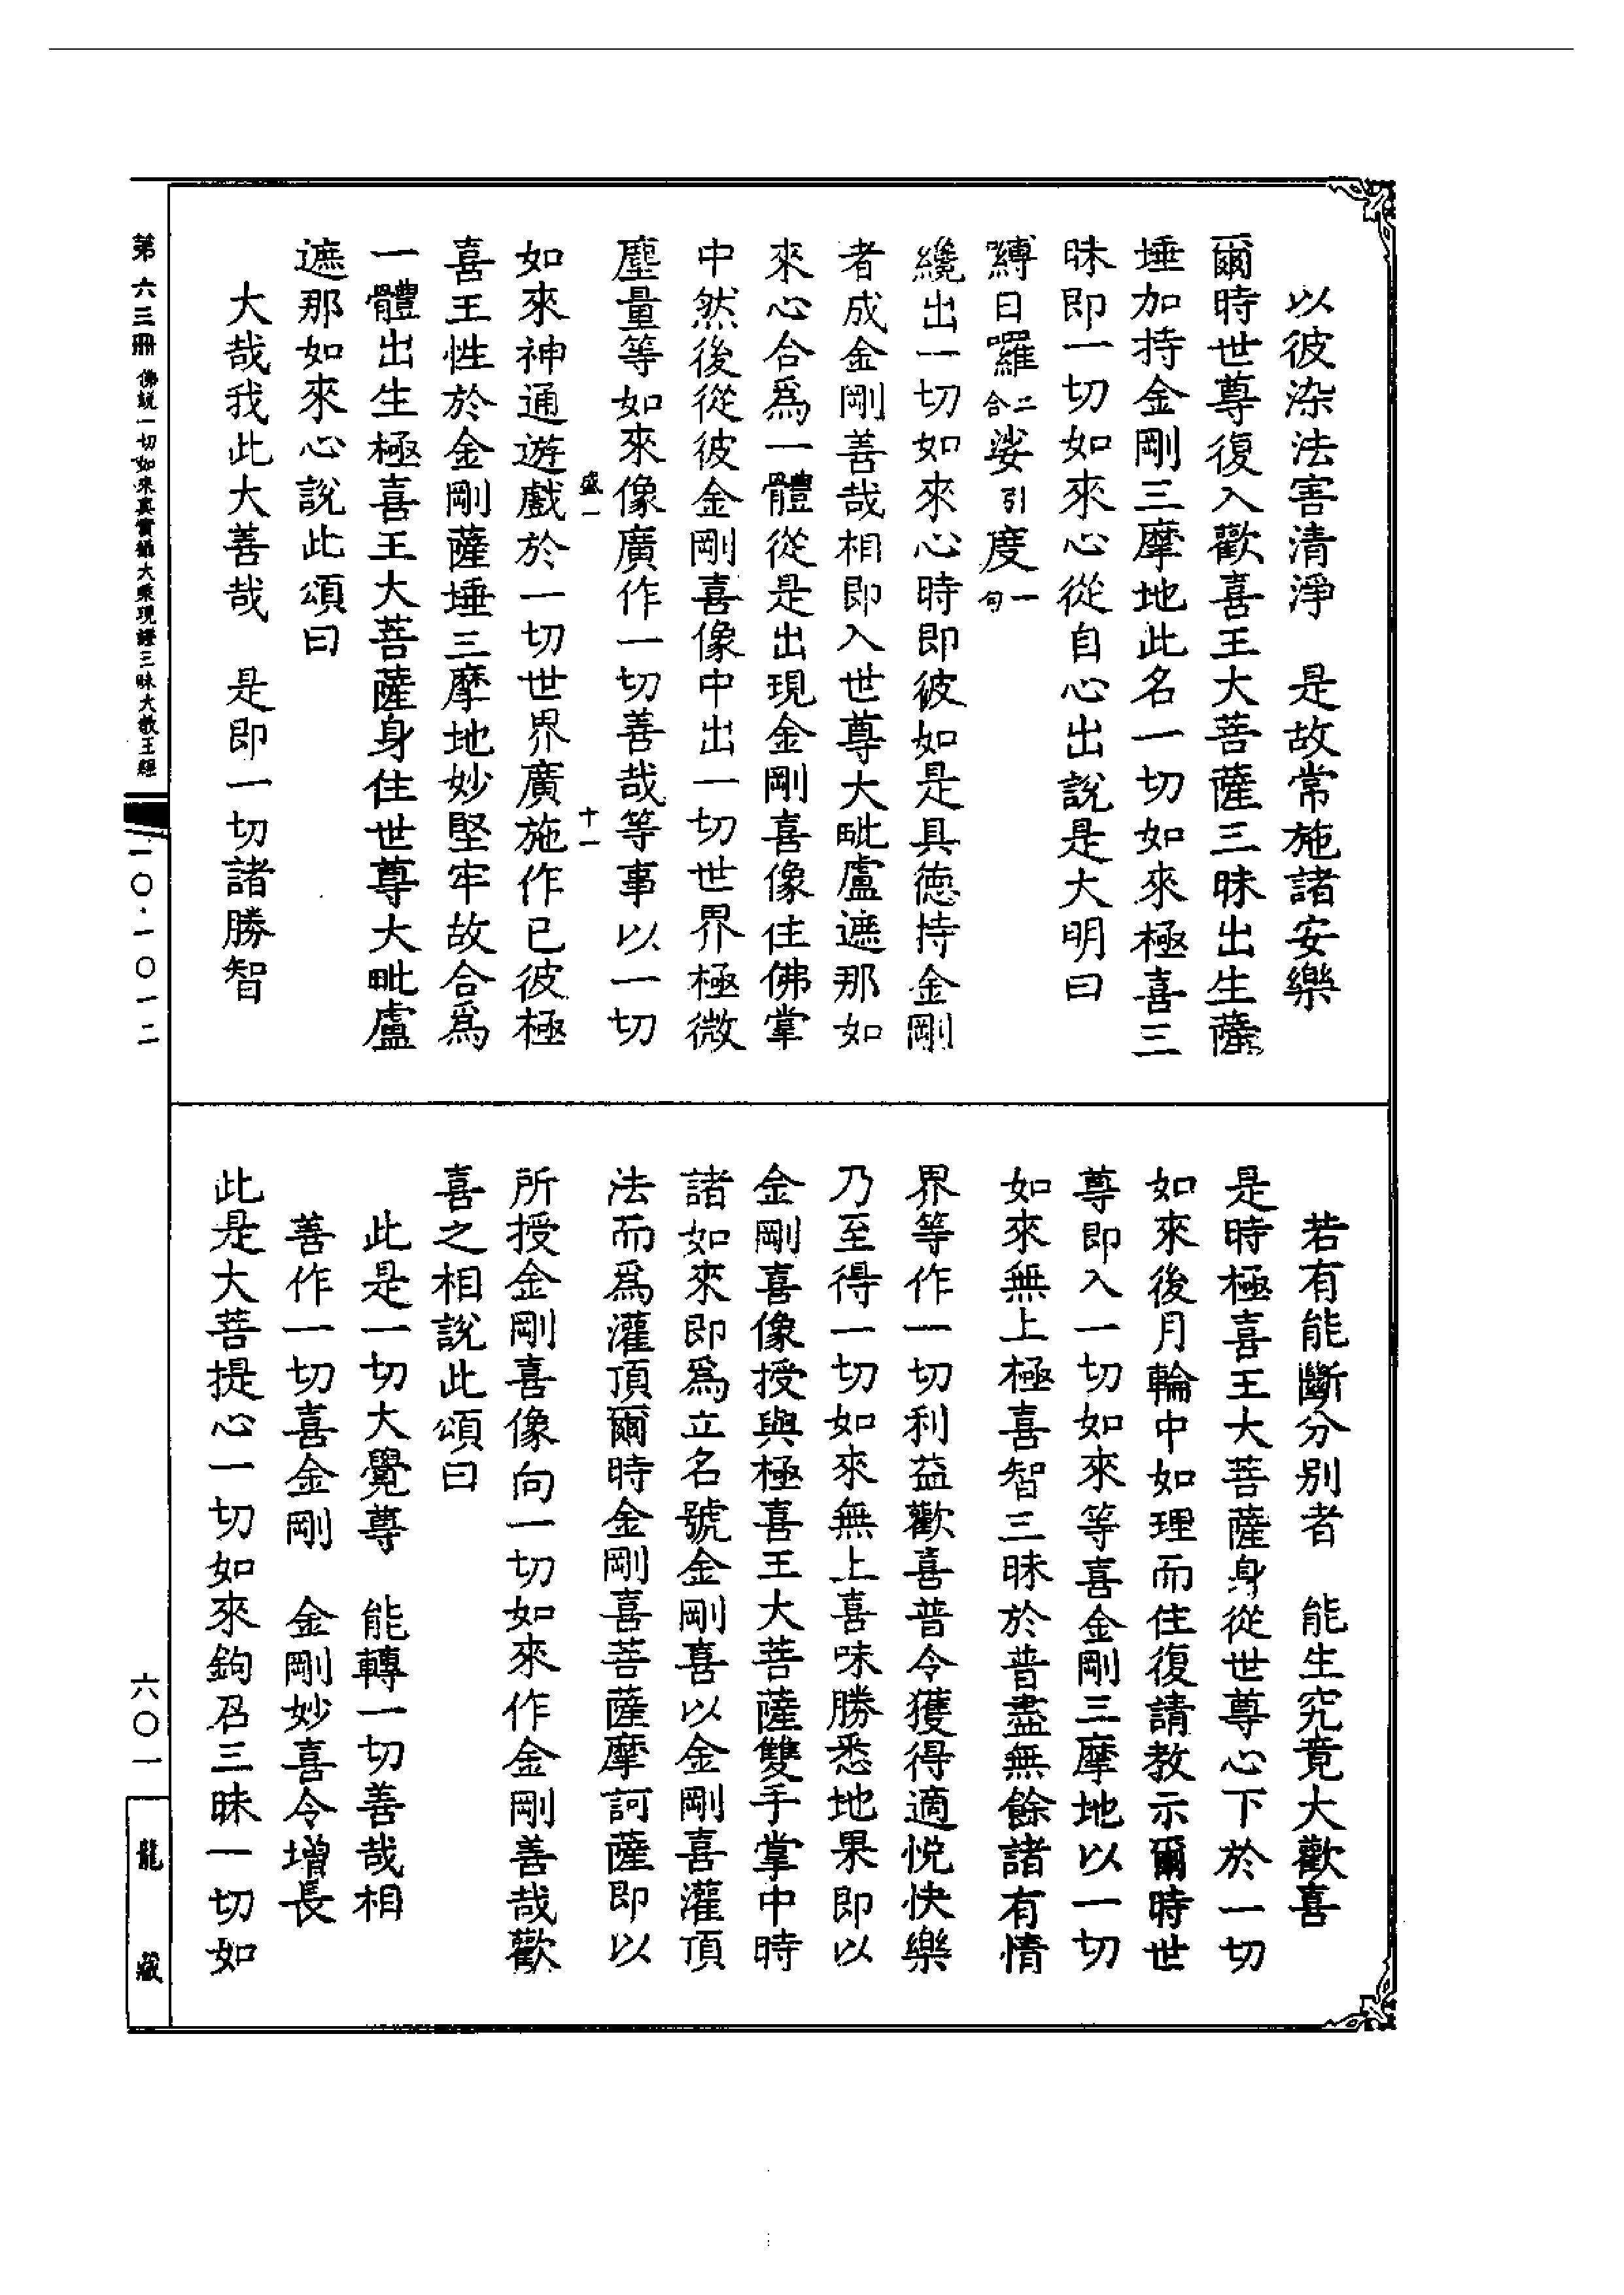 以彼染法害清淨　是故常施諸安樂
爾時世尊復入歡喜王大菩薩三昧出生薩
埵加持金剛三摩地此名一切如來極喜三
昧即一切如來心從自心出說是大明曰
嚩日囉二合娑引度一句
纔出一切如來心時即彼如是具德持金剛
者成金剛善哉相即入世尊大毗盧遮那如
來心合為一體從是出現金剛喜像住佛掌
中然後從彼金剛喜像中出一切世界極微
塵量等如來像廣作一切善哉等事以一切
盛一　十一
如來神通遊戲於一切世界廣施作已彼極
喜王性於金剛薩埵三摩地妙堅牢故合為
一體出生極喜王大菩薩身住世尊大毗盧
遮那如來心說此頌曰
大哉我此大善哉　是即一切諸勝智
若有能斷分别者　能生究竟大歡喜
是時極喜王大菩薩身從世尊心下於一切
如來後月輪中如理而住復請教示爾時世
尊即入一切如來等喜金剛三摩地以一切
如來無上極喜智三昧於普盡無餘諸有情
界等作一切利益歡喜普令獲得適悅快樂
乃至得一切如來無上喜味勝悉地果即以
金剛喜像授與極喜王大菩薩雙手掌中時
諸如來即為立名號金剛喜以金剛喜灌頂
法而為灌頂爾時金剛喜菩薩摩訶薩即以
所授金剛喜像向一切如來作金剛善哉歡
喜之相說此頌曰
此是一切大覺尊　能轉一切善哉相
善作一切喜金剛　金剛妙喜令增長
此是大菩提心一切如來鉤召三昧一切如
第六三冊　佛說一切如來真實攝大乘現證三昧大教王經
一〇·一〇一二
六〇一
龍藏